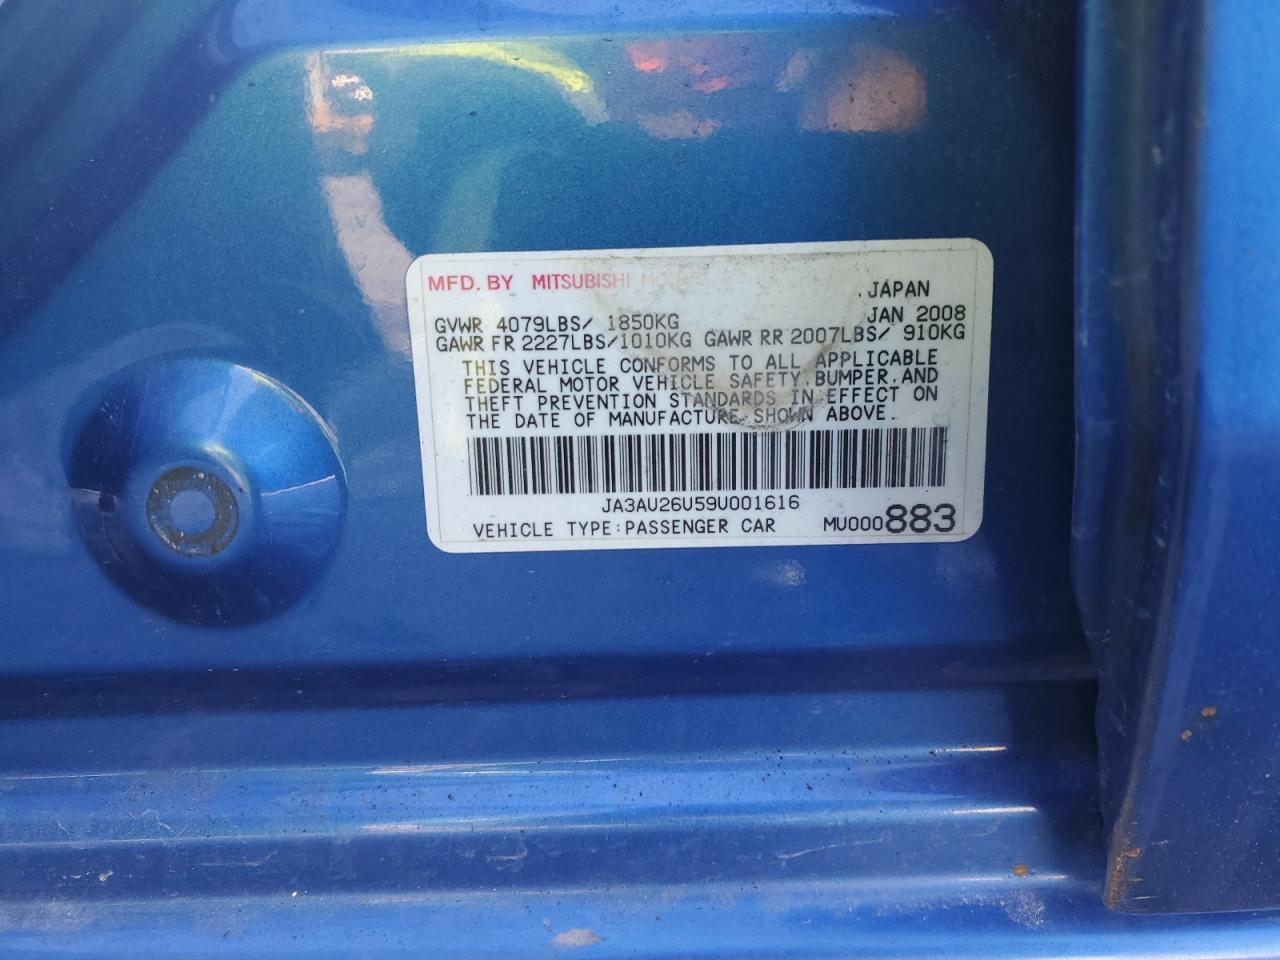 MFD. BY MITSUBISHI
JAPAN
GVWR 4079LBS/ 1850KG JAN 2008
GAWR FR 2227LBS/1010KG GAWR RR 2007LBS/ 910KG
THIS VEHICLE CONFORMS TO ALL APPLICABLE
FEDERAL MOTOR VEHICLE SAFETY, BUMPER, AND
THEFT PREVENTION STANDARDS IN EFFECT ON
THE DATE OF MANUFACTURE SHOWN ABOVE.
JA3AU26U59U001616
VEHICLE TYPE:PASSENGER CAR MU000883